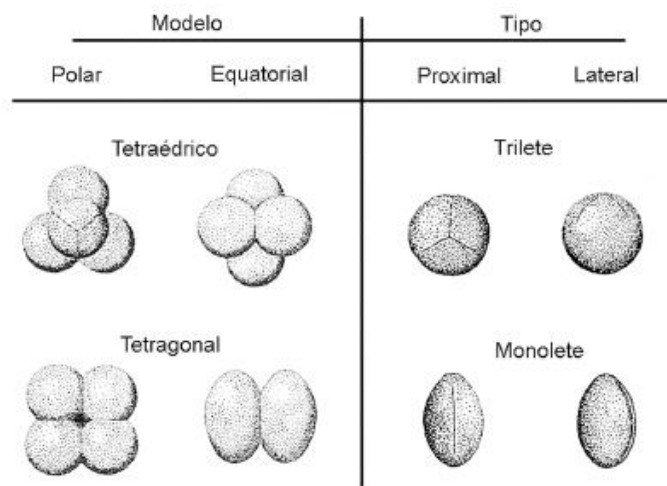 Modelo Tipo
Polar Equatorial Proximal Lateral
Tetraédrico Trilete
Tetragonal Monolete